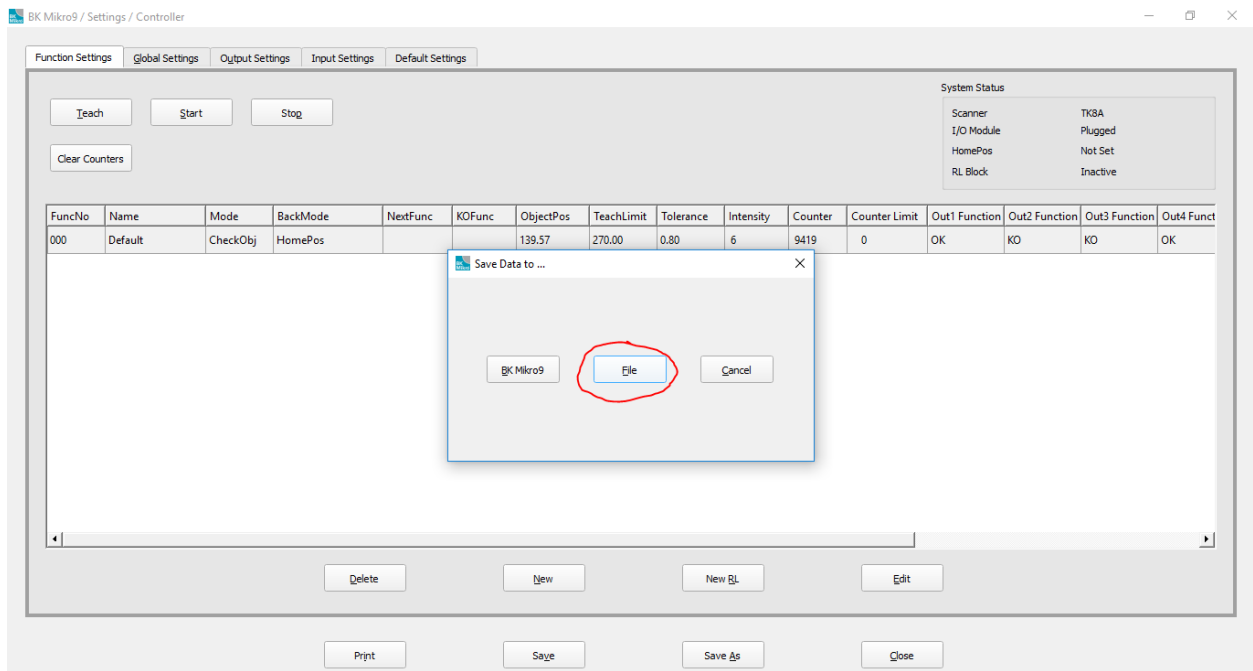 BK Mikro9 / Settings / Controller
Function Settings Global Settings Output Settings Input Settings Default Settings
System Status
Teach Start Stop
Scanner TK8A
I/O Module Plugged
Clear Counters
HomePos Not Set
RL Block Inactive
FuncNo Name Mode BackMode NextFunc KOFunc ObjectPos TeachLimit Tolerance Intensity Counter Counter Limit Out1 Function Out2 Function Out3 Function Out4 Funct
000 Default CheckObj HomePos 139.57 270.00 0.80 6 9419 0 OK KO KO OK
Save Data to ...
BK Mikro9 File Cancel
Delete New New RL Edit
Print Save Save As Close